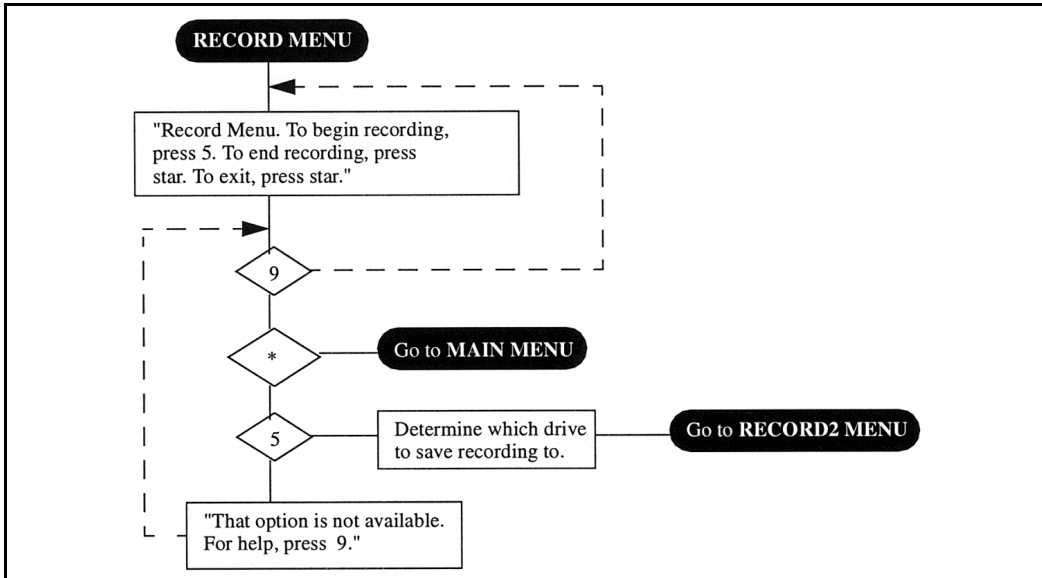 RECORD MENU
"Record Menu. To begin recording,
press 5. To end recording, press
star. To exit, press star."
9
*
Go to MAIN MENU
5
Determine which drive
to save recording to.
Go to RECORD2 MENU
"That option is not available.
For help, press 9."